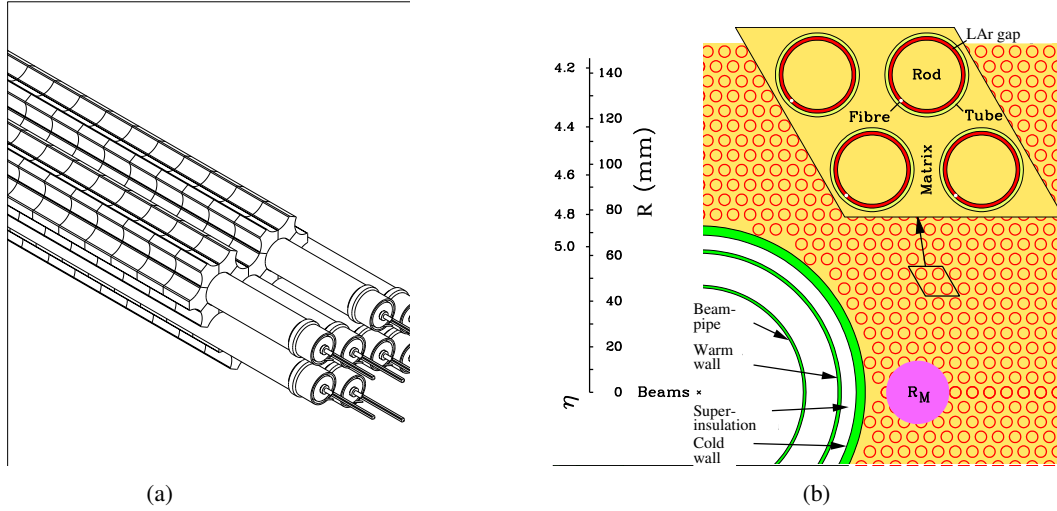 LAr gap
Rod
Fibre
Tube
Matrix
4.2
140
120
4.4
100
4.6
80
4.8
5.0
60
40
20
0
R (mm)
η
Beam-
pipe
Warm
wall
Beams ×
Super-
insulation
Cold
wall
R_M
(a)
(b)